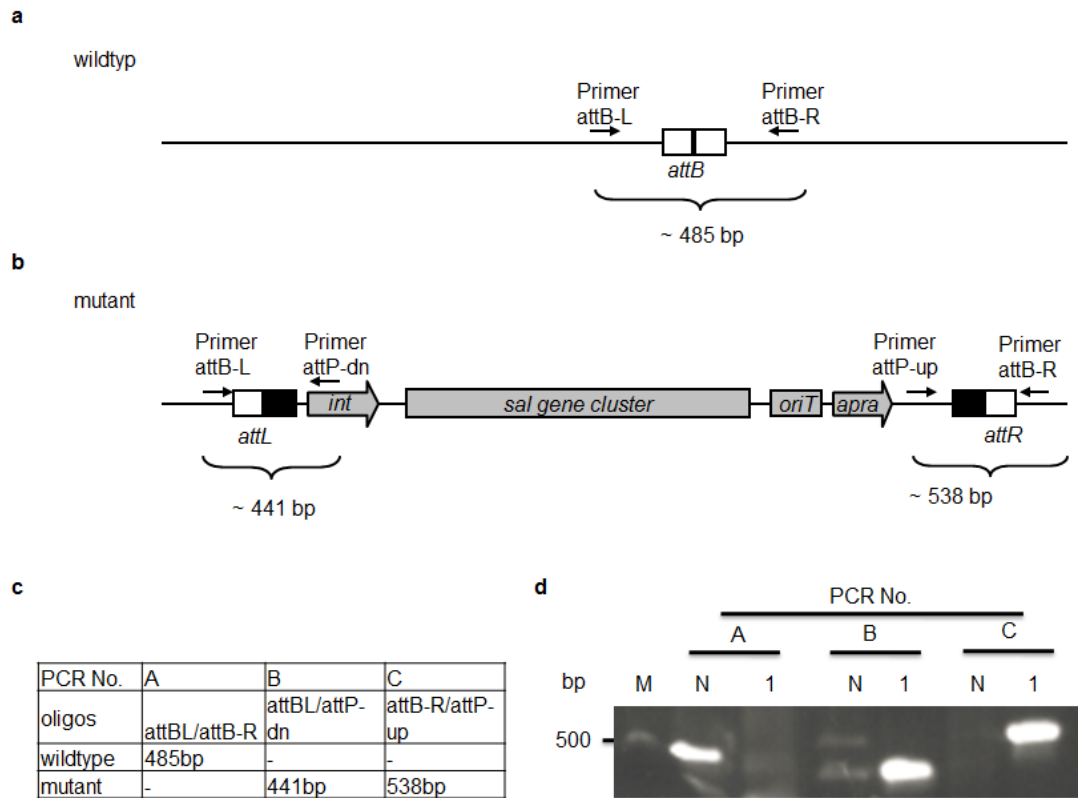 a
wildtyp
Primer
attB-L
Primer
attB-R
attB
~ 485 bp
b
mutant
Primer
attB-L
Primer
attP-dn
Primer
attP-up
Primer
attB-R
int
sal gene cluster
oriT
apra
attL
attR
~ 441 bp
~ 538 bp
c
PCR No. A B C
oligos attBL/attB-R attBL/attP-dn attB-R/attP-up
wildtype 485bp - -
mutant - 441bp 538bp
d
PCR No.
A B C
bp M N 1 N 1 N 1
500